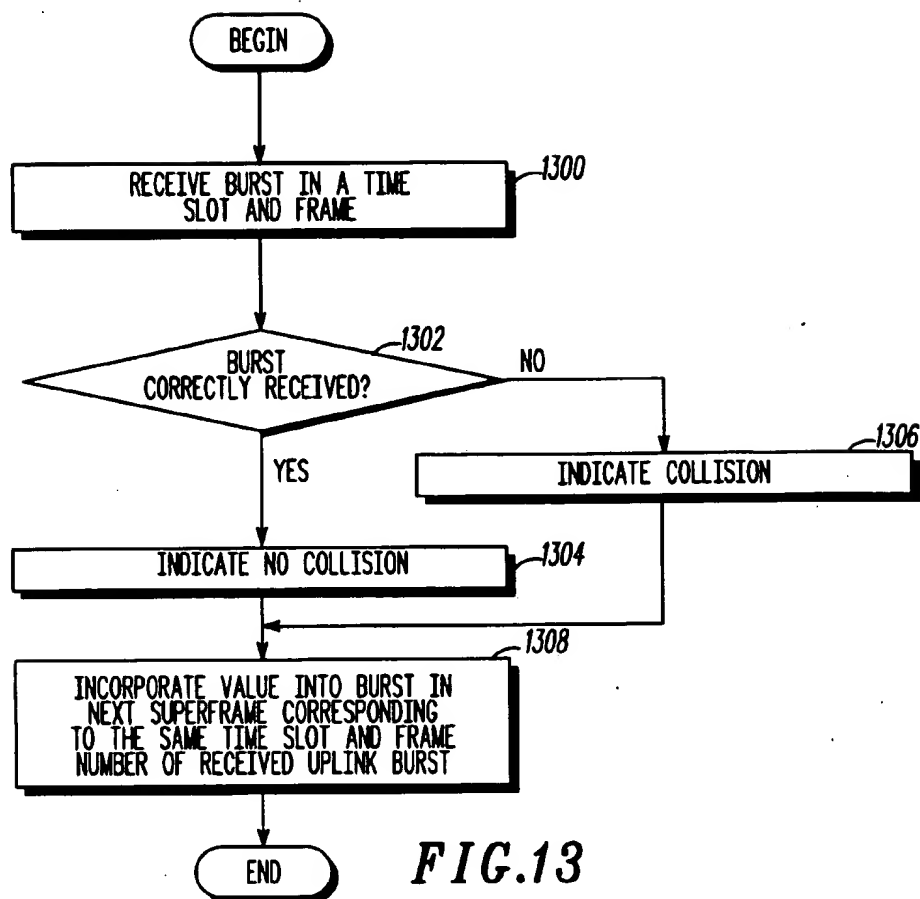 BEGIN
RECEIVE BURST IN A TIME
SLOT AND FRAME
1300
BURST
CORRECTLY RECEIVED?
1302
NO
YES
INDICATE COLLISION
1306
INDICATE NO COLLISION
1304
INCORPORATE VALUE INTO BURST IN
NEXT SUPERFRAME CORRESPONDING
TO THE SAME TIME SLOT AND FRAME
NUMBER OF RECEIVED UPLINK BURST
1308
END
FIG.13